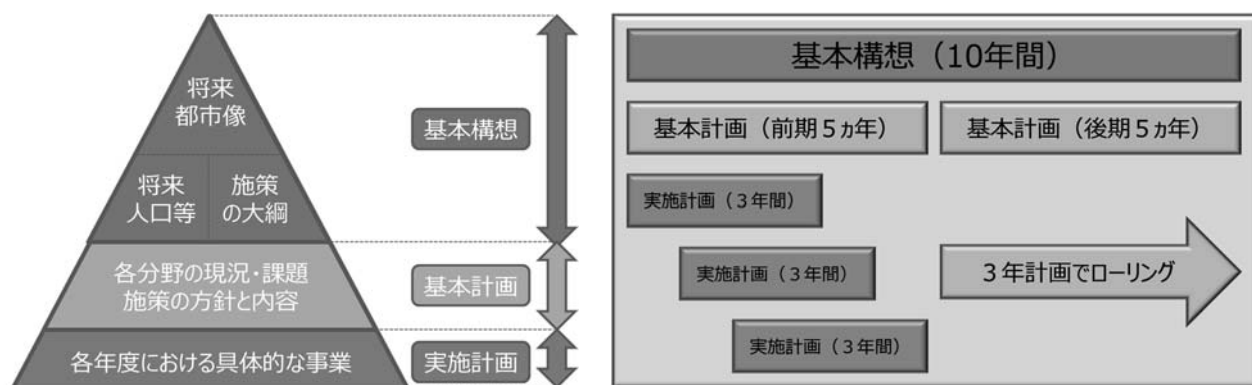 将来
都市像
将来
人口等
施策
の大綱
各分野の現況・課題
施策の方針と内容
各年度における具体的な事業
基本構想
基本計画
実施計画
基本構想（10年間）
基本計画（前期５ヵ年）
基本計画（後期５ヵ年）
実施計画（３年間）
実施計画（３年間）
実施計画（３年間）
３年計画でローリング